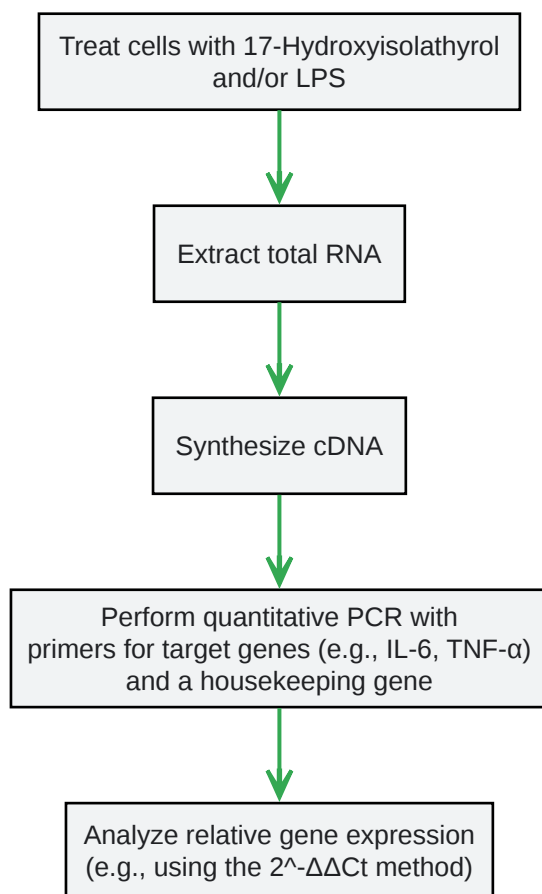 Treat cells with 17-Hydroxyisolathyrol
and/or LPS
Extract total RNA
Synthesize cDNA
Perform quantitative PCR with
primers for target genes (e.g., IL-6, TNF-α)
and a housekeeping gene
Analyze relative gene expression
(e.g., using the 2^-ΔΔCt method)